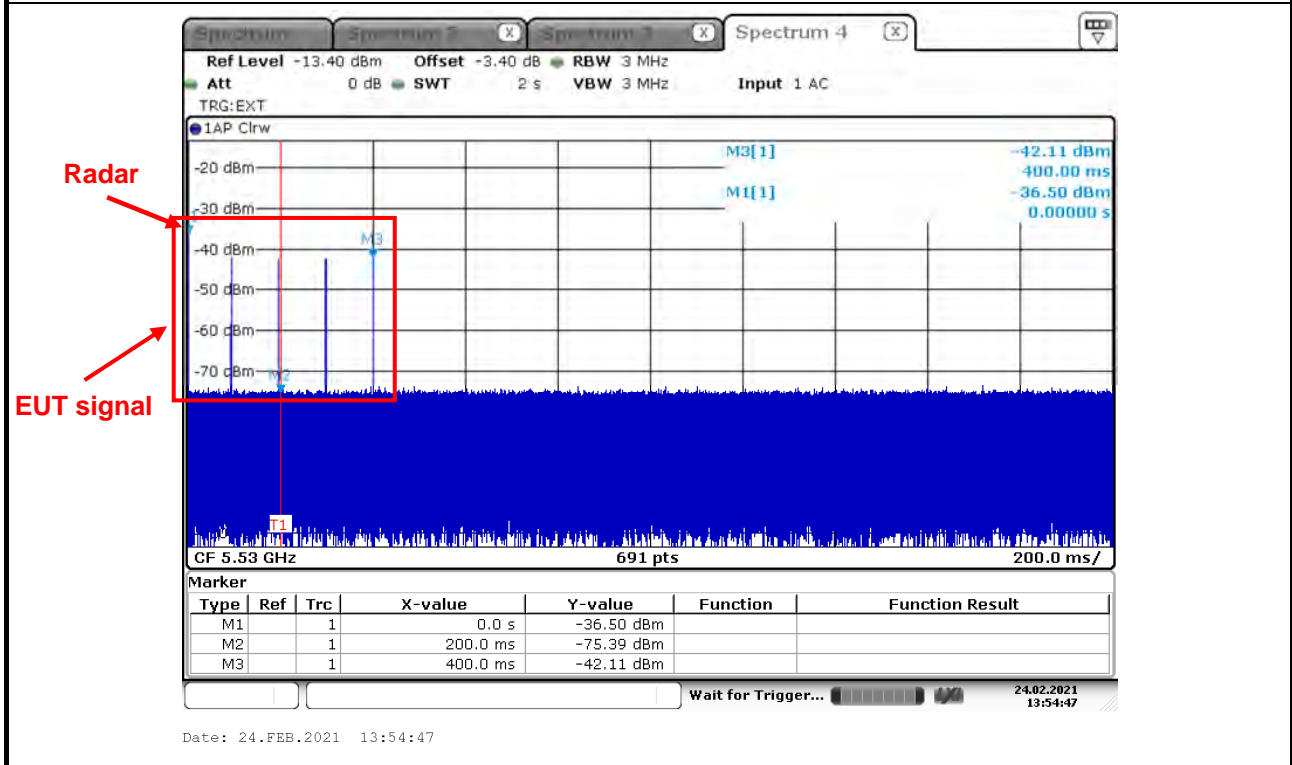 Spectrum 4
Ref Level -13.40 dBm Offset -3.40 dB RBW 3 MHz
Att 0 dB SWT 2 s VBW 3 MHz Input 1 AC
TRG:EXT
1AP Clrw
M3[1] -42.11 dBm
400.00 ms
M1[1] -36.50 dBm
0.00000 s
Radar
-20 dBm
-30 dBm
M3
-40 dBm
-50 dBm
-60 dBm
-70 dBm
M2
EUT signal
T1
CF 5.53 GHz 691 pts 200.0 ms/
Marker
Type Ref Trc X-value Y-value Function Function Result
M1 1 0.0 s -36.50 dBm
M2 1 200.0 ms -75.39 dBm
M3 1 400.0 ms -42.11 dBm
Wait for Trigger... 24.02.2021
13:54:47
Date: 24.FEB.2021 13:54:47